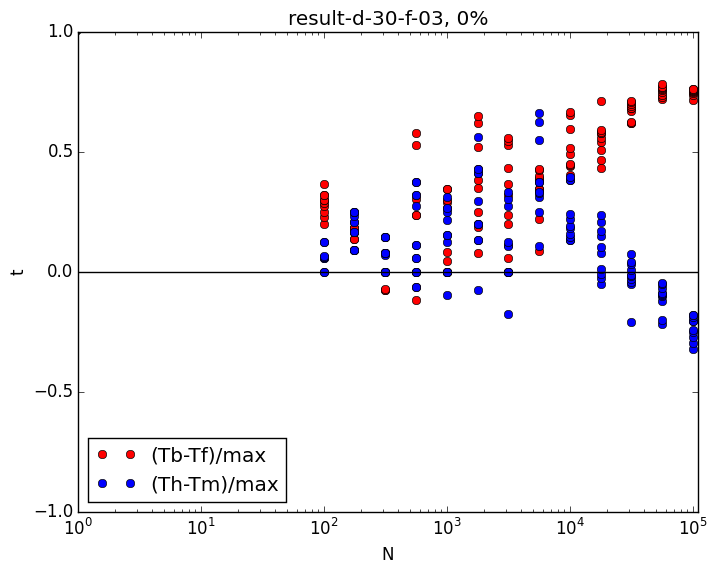 result-d-30-f-03, 0%
1.0
0.5
0.0
−0.5
−1.0
t
(Tb-Tf)/max
(Th-Tm)/max
10^0 10^1 10^2 10^3 10^4 10^5
N